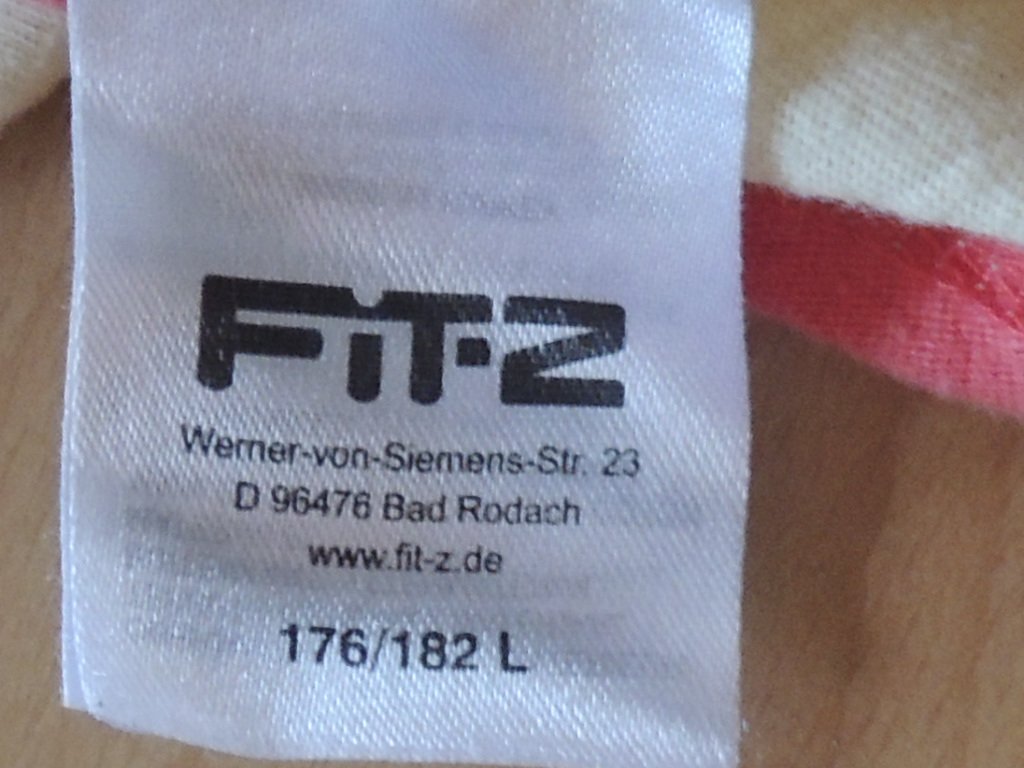 FIT-Z
Werner-von-Siemens-Str. 23
D 96476 Bad Rodach
www.fit-z.de
176/182 L